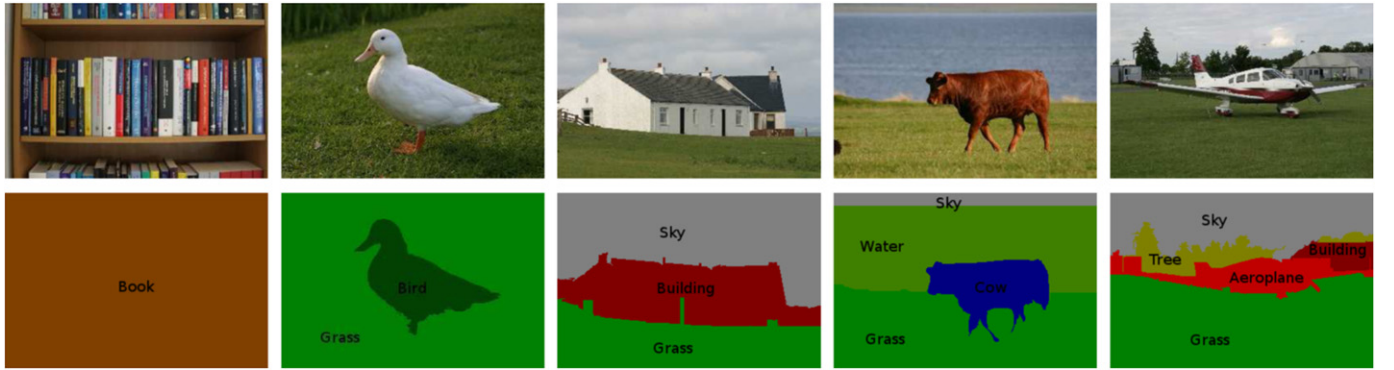 Book
Bird
Grass
Sky
Building
Grass
Sky
Water
Cow
Grass
Sky
Building
Tree
Aeroplane
Grass